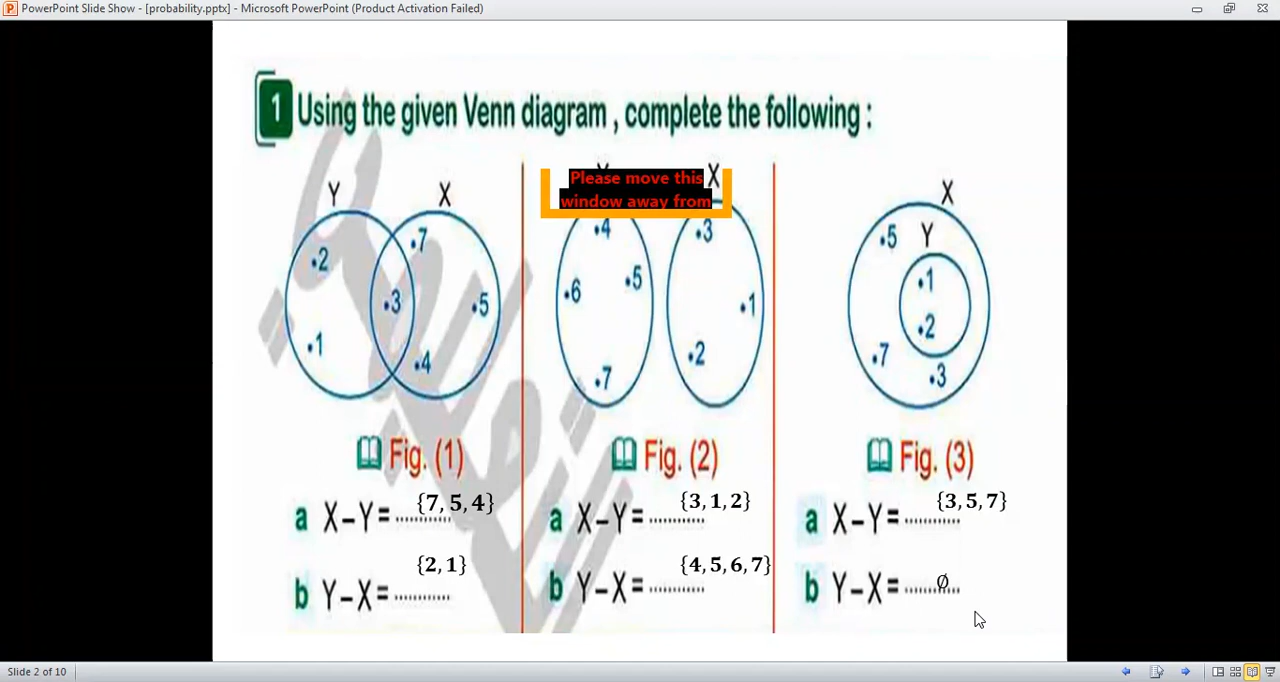 PowerPoint Slide Show - [probability.pptx] - Microsoft PowerPoint (Product Activation Failed)
1 Using the given Venn diagram , complete the following :
Y X
•2 •7 •3 •5 •1 •4
Fig. (1)
a X–Y= ........... {7, 5, 4}
b Y–X= ........... {2, 1}
Please move this
window away from
X
•4 •3 •6 •5 •1 •2 •7
Fig. (2)
a X–Y= ........... {3, 1, 2}
b Y–X= ........... {4, 5, 6, 7}
X
•5 Y •1 •2 •7 •3
Fig. (3)
a X–Y= ........... {3, 5, 7}
b Y–X= ........... ∅
Slide 2 of 10